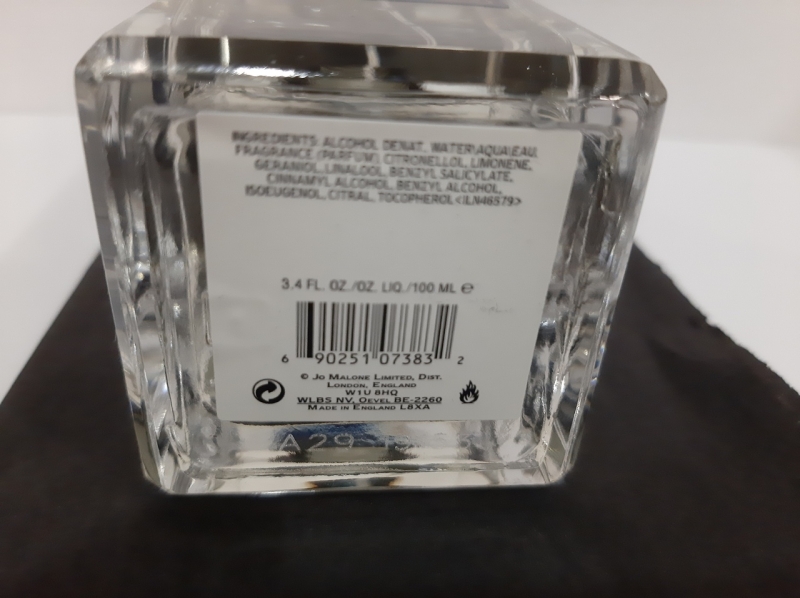 INGREDIENTS: ALCOHOL DENAT., WATER\AQUA\EAU,
FRAGRANCE (PARFUM), CITRONELLOL, LIMONENE,
GERANIOL, LINALOOL, BENZYL SALICYLATE,
CINNAMYL ALCOHOL, BENZYL ALCOHOL,
ISOEUGENOL, CITRAL, TOCOPHEROL <ILN46579>
3.4 FL. OZ./OZ. LIQ./100 ML ℮
6 90251 07383 2
© JO MALONE LIMITED, DIST.
LONDON, ENGLAND
W1U 8HQ
WLBS NV, OEVEL BE-2260
MADE IN ENGLAND L8XA
A29